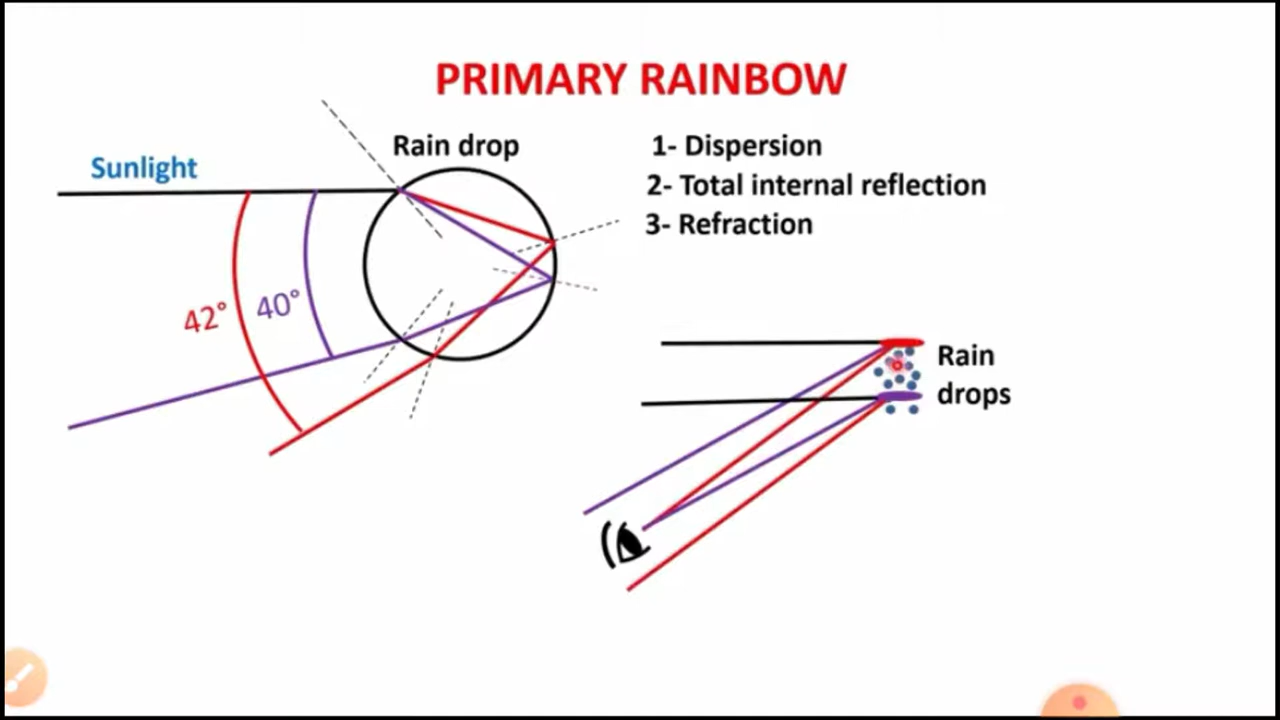 PRIMARY RAINBOW
Sunlight
Rain drop
1- Dispersion
2- Total internal reflection
3- Refraction
42°
40°
Rain
drops